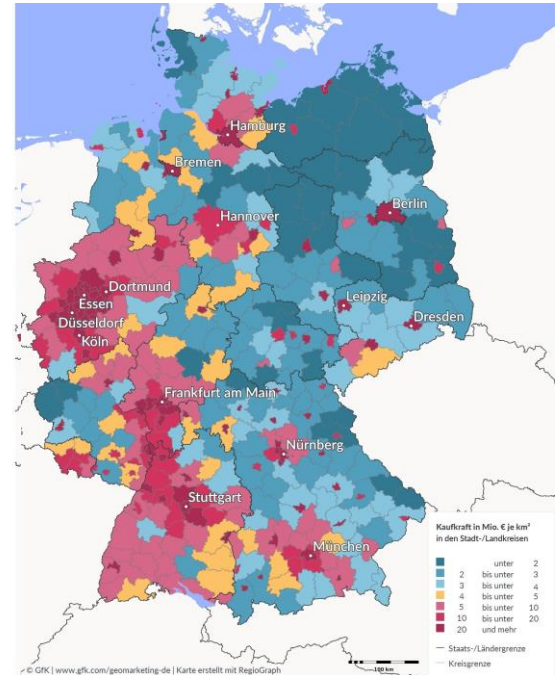 Hamburg
Bremen
Berlin
Hannover
Dortmund
Essen
Düsseldorf
Köln
Leipzig
Dresden
Frankfurt am Main
Nürnberg
Stuttgart
München
Kaufkraft in Mio. € je km²
in den Stadt-/Landkreisen
unter 2
2 bis unter 3
3 bis unter 4
4 bis unter 5
5 bis unter 10
10 bis unter 20
20 und mehr
Staats-/Ländergrenze
Kreisgrenze
100 km
© GfK | www.gfk.com/geomarketing-de | Karte erstellt mit RegioGraph